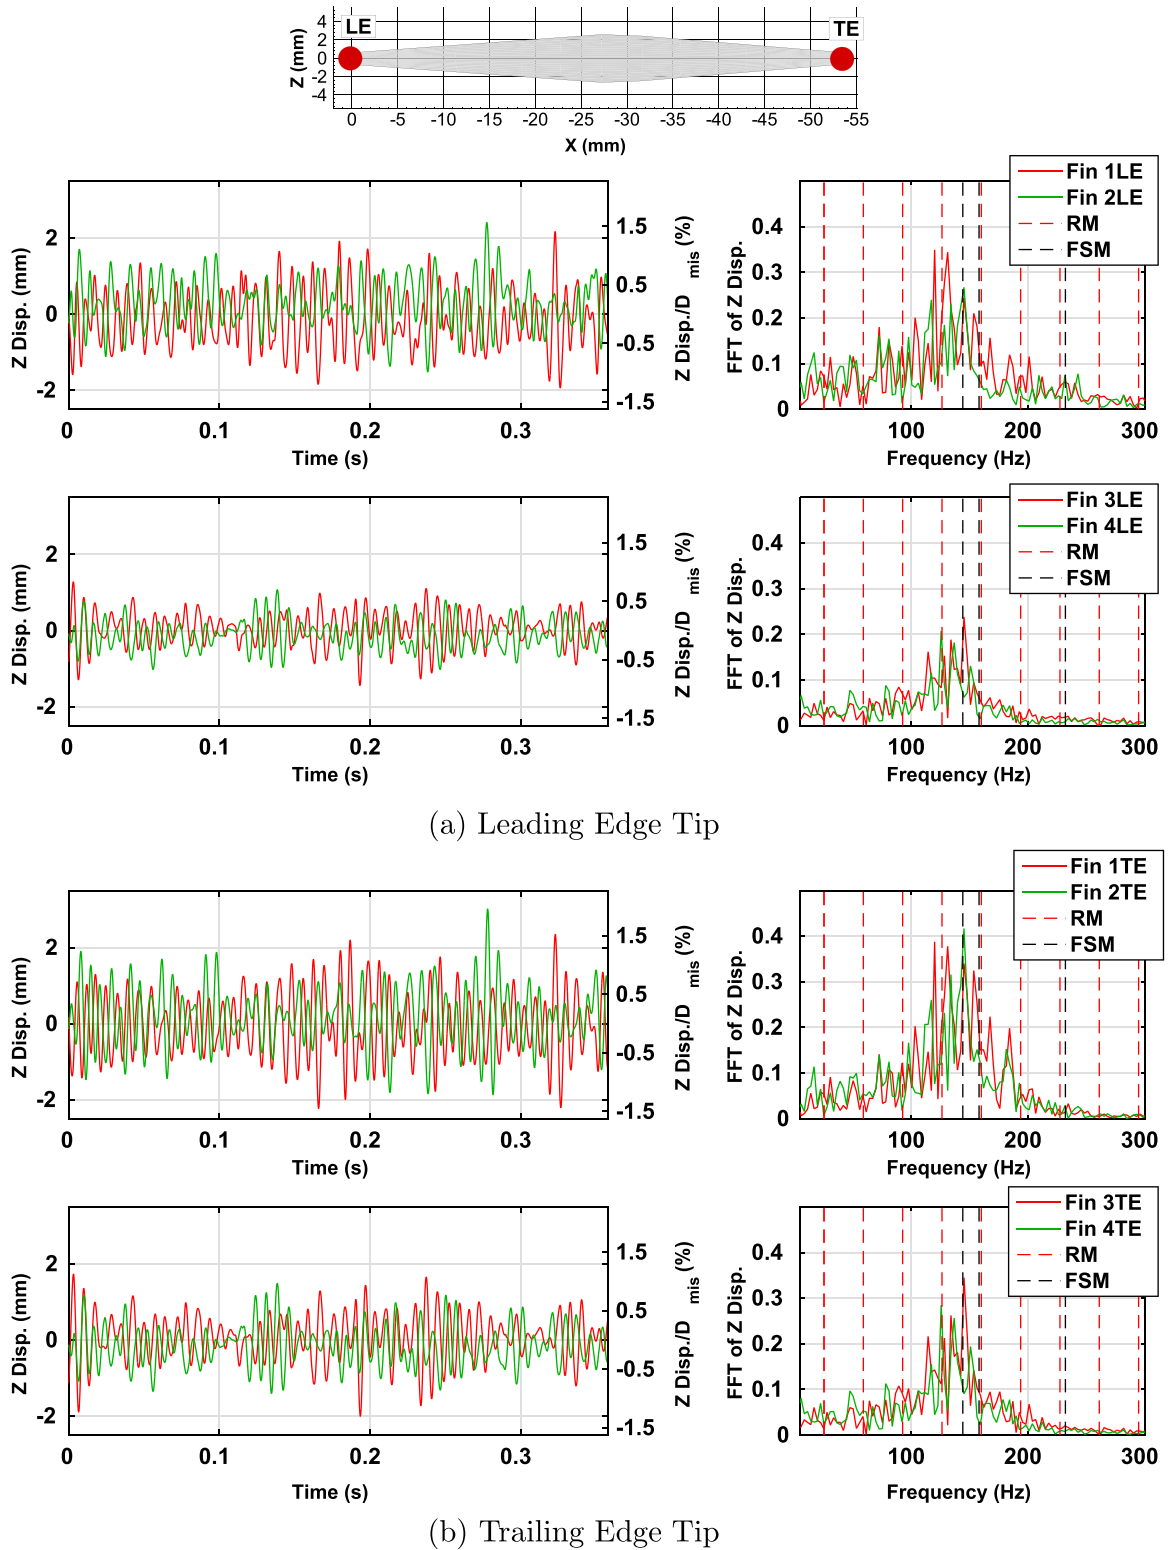 LE
TE
4
2
0
-2
-4
Z (mm)
0 -5 -10 -15 -20 -25 -30 -35 -40 -45 -50 -55
X (mm)
Z Disp. (mm)
2
0
-2
0 0.1 0.2 0.3
Time (s)
1.5
0.5
-0.5
-1.5
Z Disp./D mis (%)
FFT of Z Disp.
0.4
0.3
0.2
0.1
0
100 200 300
Frequency (Hz)
Fin 1LE
Fin 2LE
RM
FSM
Z Disp. (mm)
2
0
-2
0 0.1 0.2 0.3
Time (s)
1.5
0.5
-0.5
-1.5
Z Disp./D mis (%)
FFT of Z Disp.
0.4
0.3
0.2
0.1
0
100 200 300
Frequency (Hz)
Fin 3LE
Fin 4LE
RM
FSM
(a) Leading Edge Tip
Z Disp. (mm)
2
0
-2
0 0.1 0.2 0.3
Time (s)
1.5
0.5
-0.5
-1.5
Z Disp./D mis (%)
FFT of Z Disp.
0.4
0.3
0.2
0.1
0
100 200 300
Frequency (Hz)
Fin 1TE
Fin 2TE
RM
FSM
Z Disp. (mm)
2
0
-2
0 0.1 0.2 0.3
Time (s)
1.5
0.5
-0.5
-1.5
Z Disp./D mis (%)
FFT of Z Disp.
0.4
0.3
0.2
0.1
0
100 200 300
Frequency (Hz)
Fin 3TE
Fin 4TE
RM
FSM
(b) Trailing Edge Tip